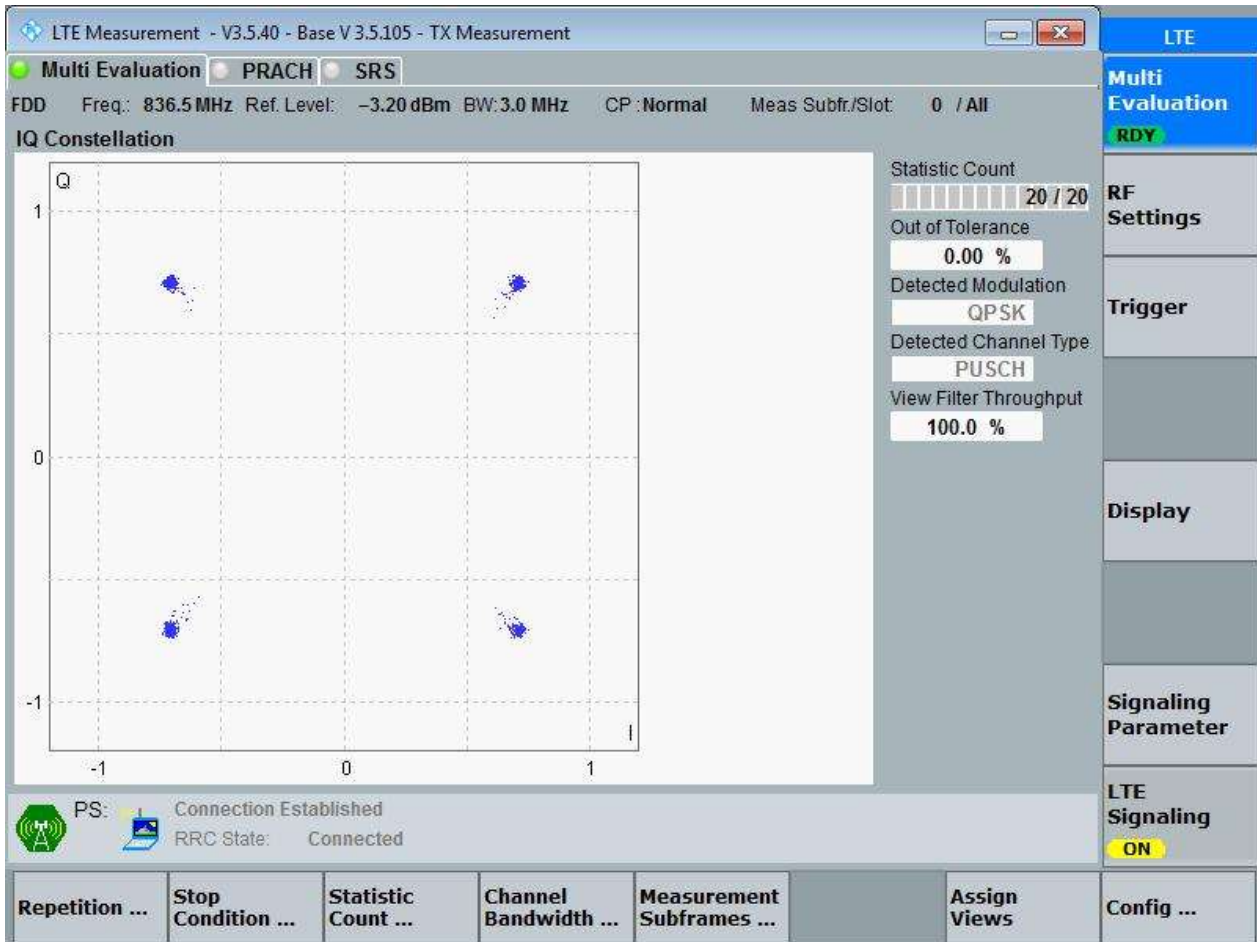 LTE Measurement - V3.5.40 - Base V 3.5.105 - TX Measurement
LTE
Multi Evaluation PRACH SRS
Multi Evaluation
RDY
FDD Freq.: 836.5 MHz Ref. Level: -3.20 dBm BW: 3.0 MHz CP : Normal Meas Subfr./Slot: 0 / All
IQ Constellation
Q
1
0
-1
I
-1 0 1
Statistic Count
20 / 20
Out of Tolerance
0.00 %
Detected Modulation
QPSK
Detected Channel Type
PUSCH
View Filter Throughput
100.0 %
RF
Settings
Trigger
Display
Signaling
Parameter
LTE
Signaling
ON
PS: Connection Established
RRC State: Connected
Repetition ...
Stop
Condition ...
Statistic
Count ...
Channel
Bandwidth ...
Measurement
Subframes ...
Assign
Views
Config ...